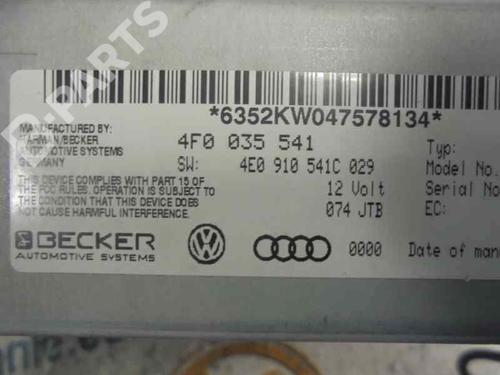 *6352KW047578134*
MANUFACTURED BY:
HARMAN/BECKER
AUTOMOTIVE SYSTEMS
GERMANY
4F0 035 541
Typ:
SW: 4E0 910 541C 029
Model No.
THIS DEVICE COMPLIES WITH PART 15 OF
THE FCC RULES. OPERATION IS SUBJECT TO
THE CONDITION THAT THIS DEVICE DOES
NOT CAUSE HARMFUL INTERFERENCE.
12 Volt
Serial No
074 JTB
EC:
BECKER
AUTOMOTIVE SYSTEMS
0000
Date of man
D-PARTS